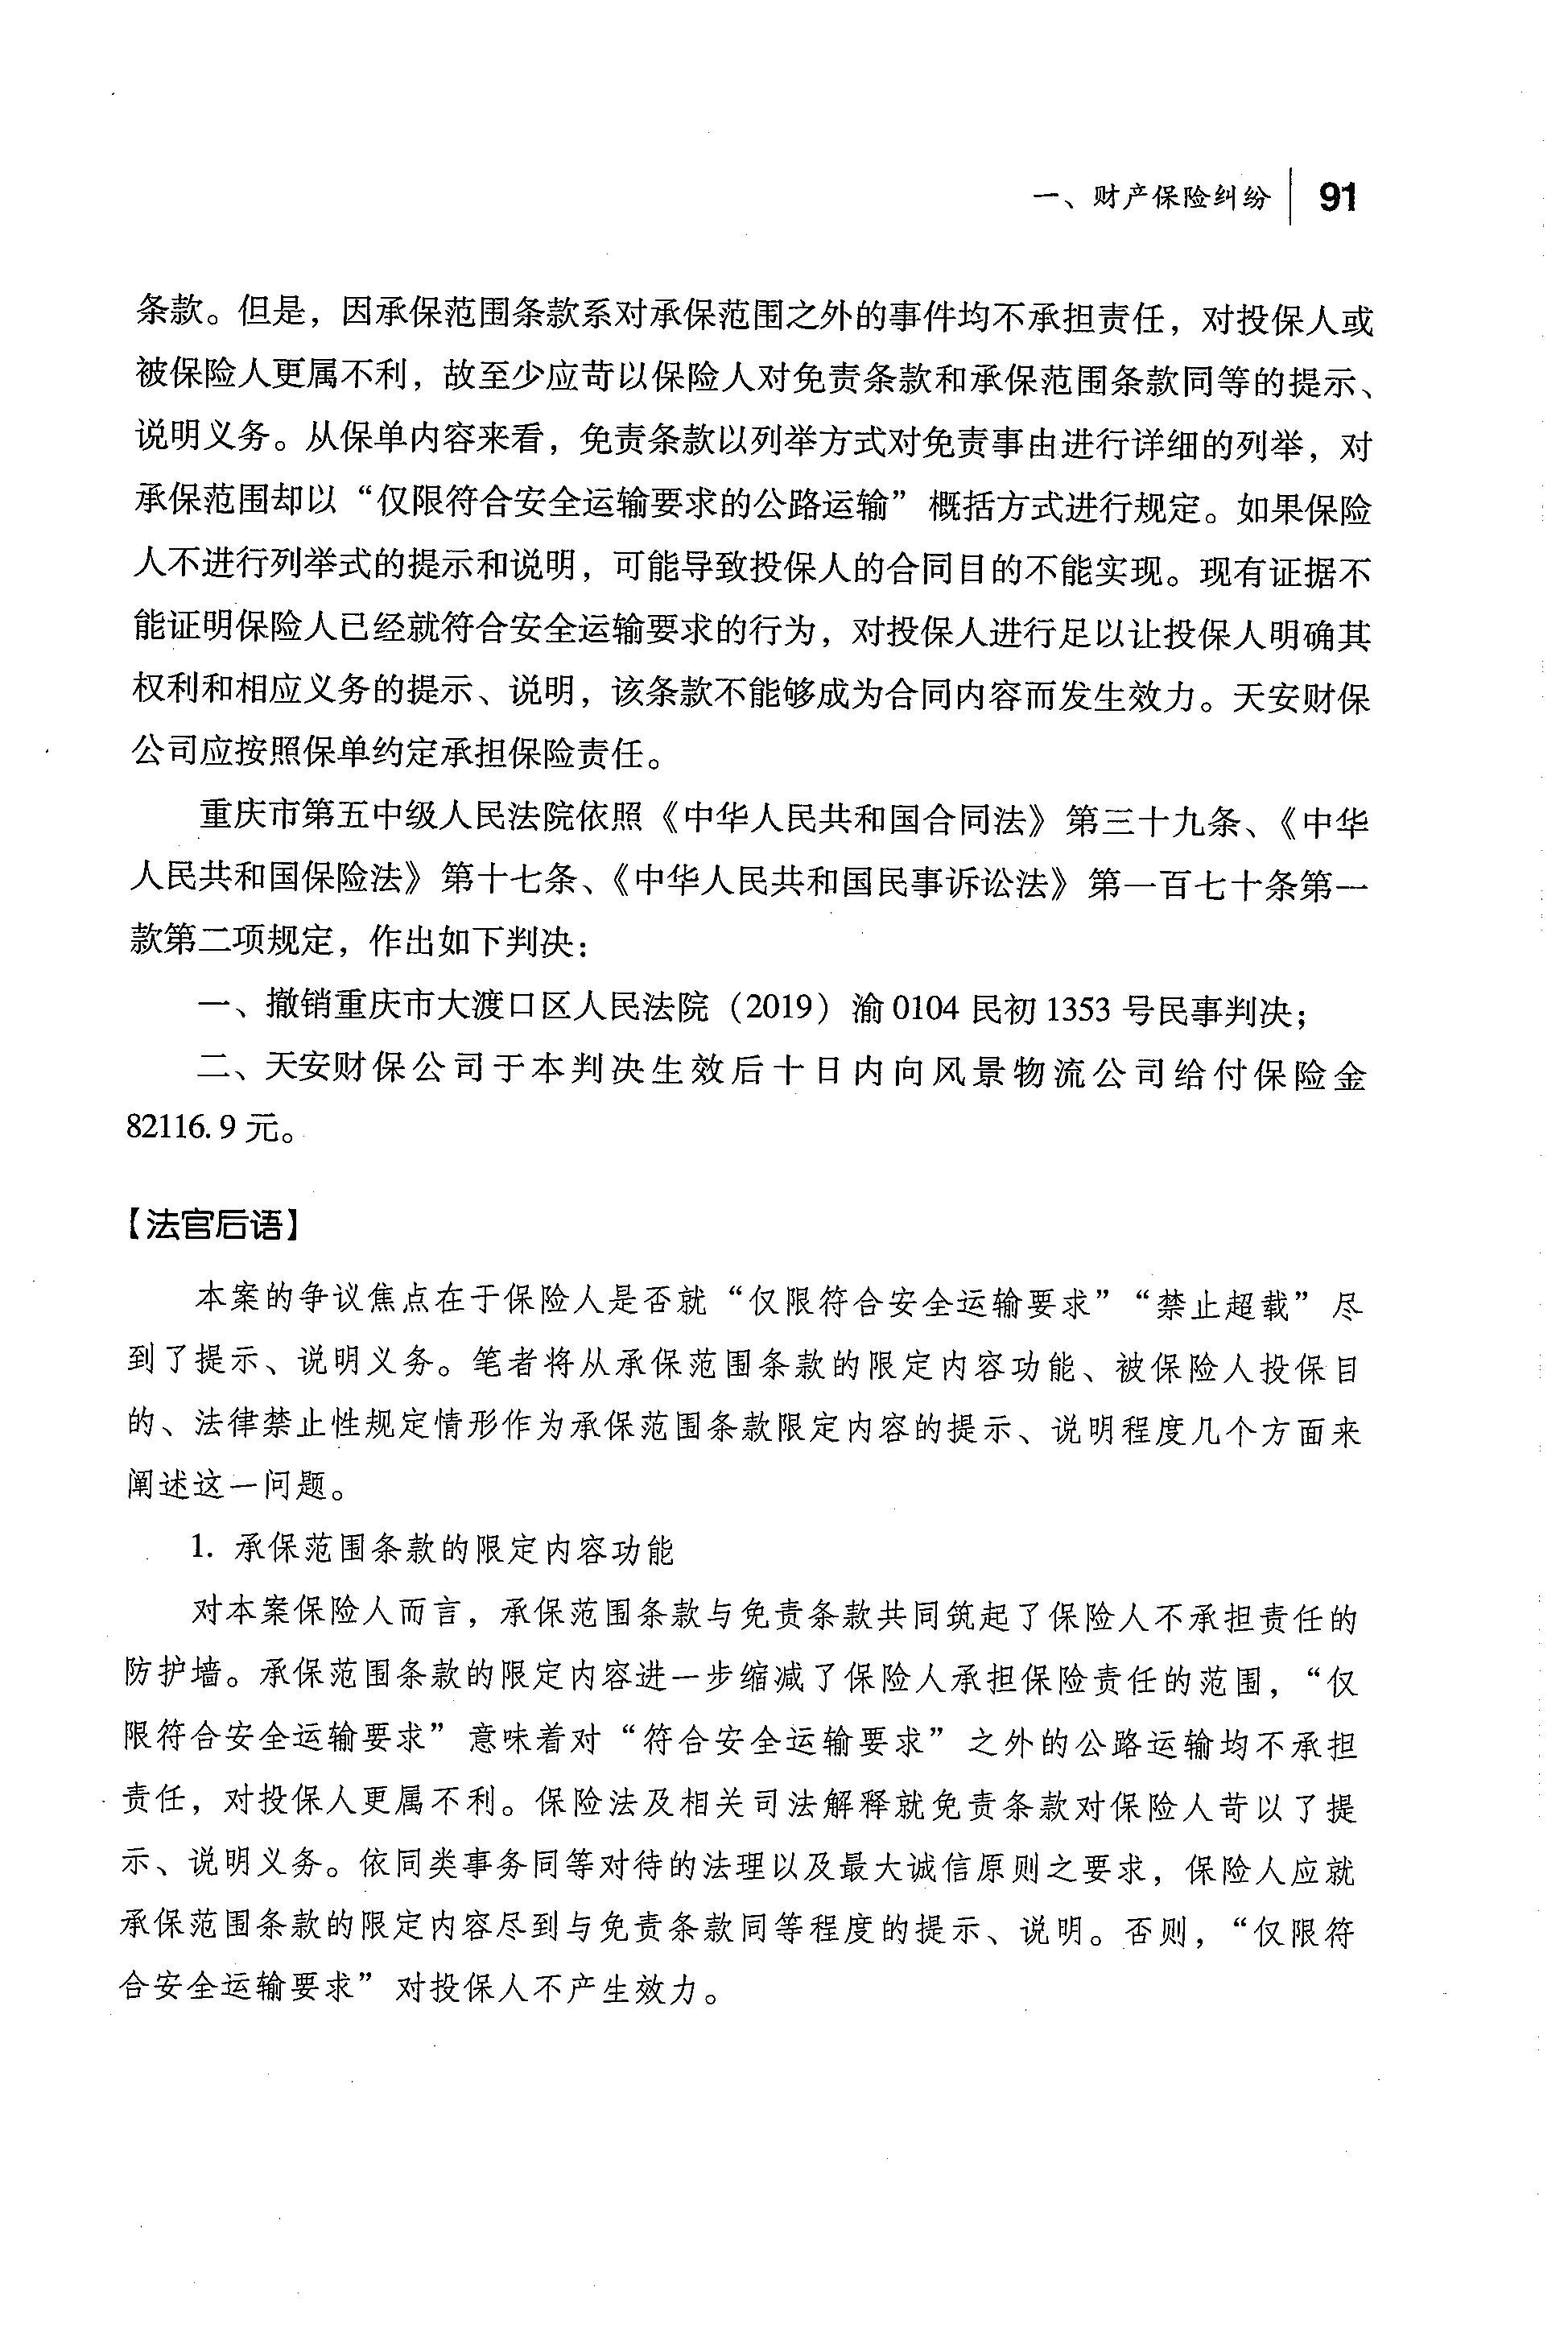 一、财产保险纠纷 91
条款。但是，因承保范围条款系对承保范围之外的事件均不承担责任，对投保人或
被保险人更属不利，故至少应苛以保险人对免责条款和承保范围条款同等的提示、
说明义务。从保单内容来看，免责条款以列举方式对免责事由进行详细的列举，对
承保范围却以“仅限符合安全运输要求的公路运输”概括方式进行规定。如果保险
人不进行列举式的提示和说明，可能导致投保人的合同目的不能实现。现有证据不
能证明保险人已经就符合安全运输要求的行为，对投保人进行足以让投保人明确其
权利和相应义务的提示、说明，该条款不能够成为合同内容而发生效力。天安财保
公司应按照保单约定承担保险责任。
重庆市第五中级人民法院依照《中华人民共和国合同法》第三十九条、《中华
人民共和国保险法》第十七条、《中华人民共和国民事诉讼法》第一百七十条第一
款第二项规定，作出如下判决：
一、撤销重庆市大渡口区人民法院（2019）渝0104民初1353号民事判决；
二、天安财保公司于本判决生效后十日内向风景物流公司给付保险金
82116.9元。
【法官后语】
本案的争议焦点在于保险人是否就“仅限符合安全运输要求”“禁止超载”尽
到了提示、说明义务。笔者将从承保范围条款的限定内容功能、被保险人投保目
的、法律禁止性规定情形作为承保范围条款限定内容的提示、说明程度几个方面来
阐述这一问题。
1. 承保范围条款的限定内容功能
对本案保险人而言，承保范围条款与免责条款共同筑起了保险人不承担责任的
防护墙。承保范围条款的限定内容进一步缩减了保险人承担保险责任的范围，“仅
限符合安全运输要求”意味着对“符合安全运输要求”之外的公路运输均不承担
责任，对投保人更属不利。保险法及相关司法解释就免责条款对保险人苛以了提
示、说明义务。依同类事务同等对待的法理以及最大诚信原则之要求，保险人应就
承保范围条款的限定内容尽到与免责条款同等程度的提示、说明。否则，“仅限符
合安全运输要求”对投保人不产生效力。